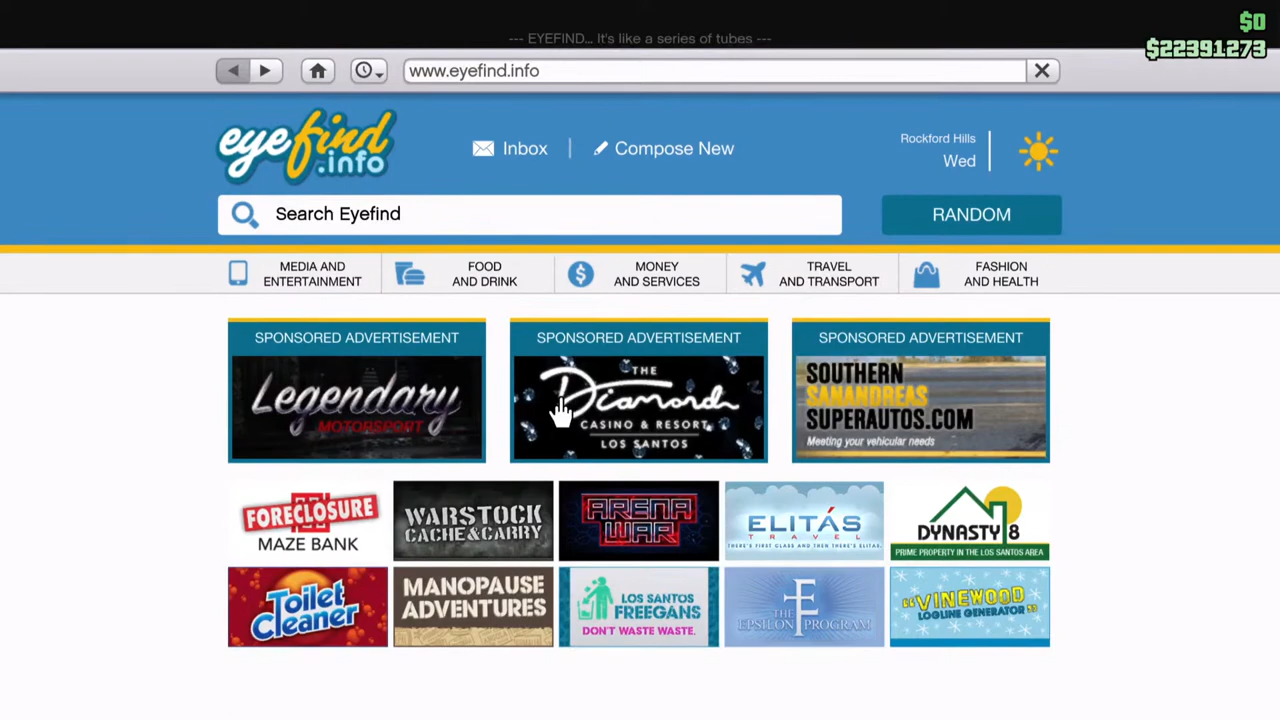 $0
--- EYEFIND... It's like a series of tubes ---
$22391273
www.eyefind.info
eyefind
.info
Inbox
Compose New
Rockford Hills
Wed
Search Eyefind
RANDOM
MEDIA AND
ENTERTAINMENT
FOOD
AND DRINK
MONEY
AND SERVICES
TRAVEL
AND TRANSPORT
FASHION
AND HEALTH
SPONSORED ADVERTISEMENT
Legendary
MOTORSPORT
SPONSORED ADVERTISEMENT
THE
Diamond
CASINO & RESORT
LOS SANTOS
SPONSORED ADVERTISEMENT
SOUTHERN
SANANDREAS
SUPERAUTOS.COM
Meeting your vehicular needs
FORECLOSURE
MAZE BANK
WARSTOCK
CACHE&CARRY
ARENA
WAR
ELITÁS
TRAVEL
THERE'S FIRST CLASS AND THEN THERE'S ELITAS.
DYNASTY 8
PRIME PROPERTY IN THE LOS SANTOS AREA
Toilet
Cleaner
MANOPAUSE
ADVENTURES
LOS SANTOS
FREEGANS
DON'T WASTE WASTE.
THE
EPSILON PROGRAM
"VINEWOOD
LOGLINE GENERATOR"